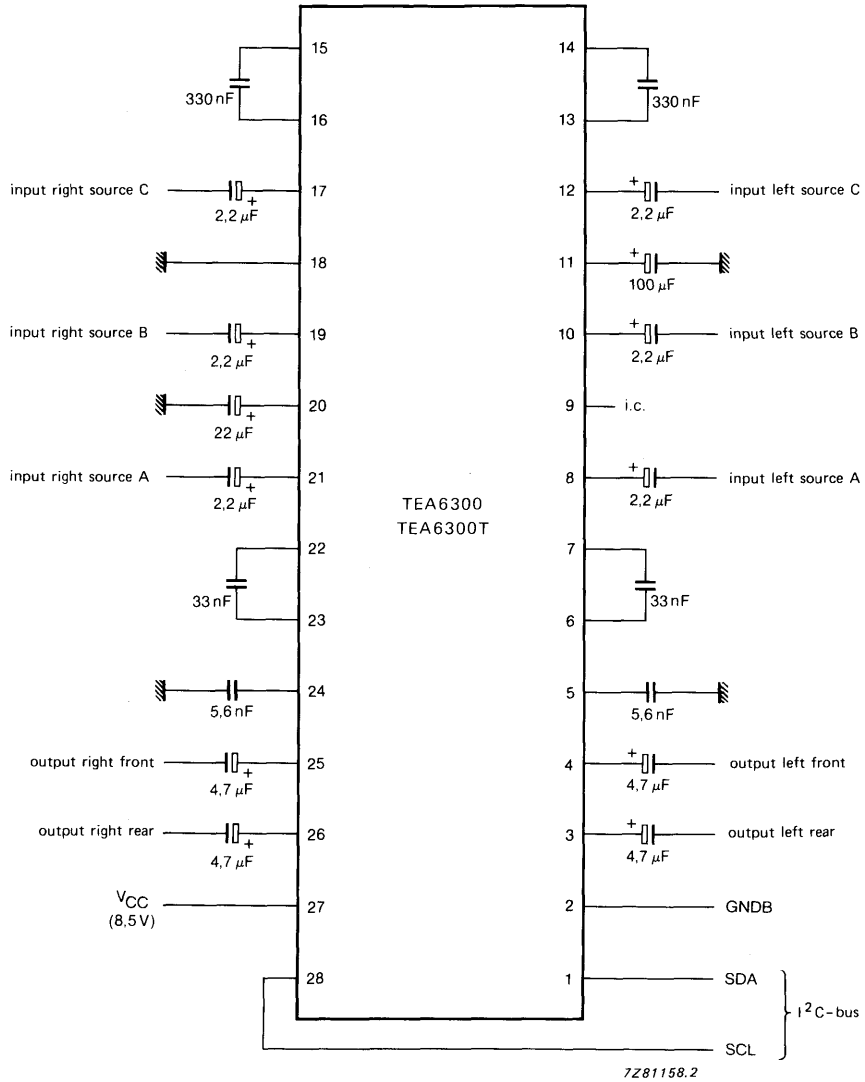 15 14
330 nF 330 nF
16 13
input right source C 17 12 + input left source C
2,2 µF + 2,2 µF
18 11 +
100 µF
input right source B 19 10 + input left source B
2,2 µF + 2,2 µF
20 9 i.c.
22 µF +
input right source A 21 8 + input left source A
2,2 µF + 2,2 µF
TEA6300
TEA6300T
22 7
33 nF 33 nF
23 6
24 5
5,6 nF 5,6 nF
output right front 25 4 + output left front
4,7 µF + 4,7 µF
output right rear 26 3 + output left rear
4,7 µF + 4,7 µF
VCC 27 2 GNDB
(8,5 V)
28 1 SDA
I²C-bus
SCL
7Z81158.2